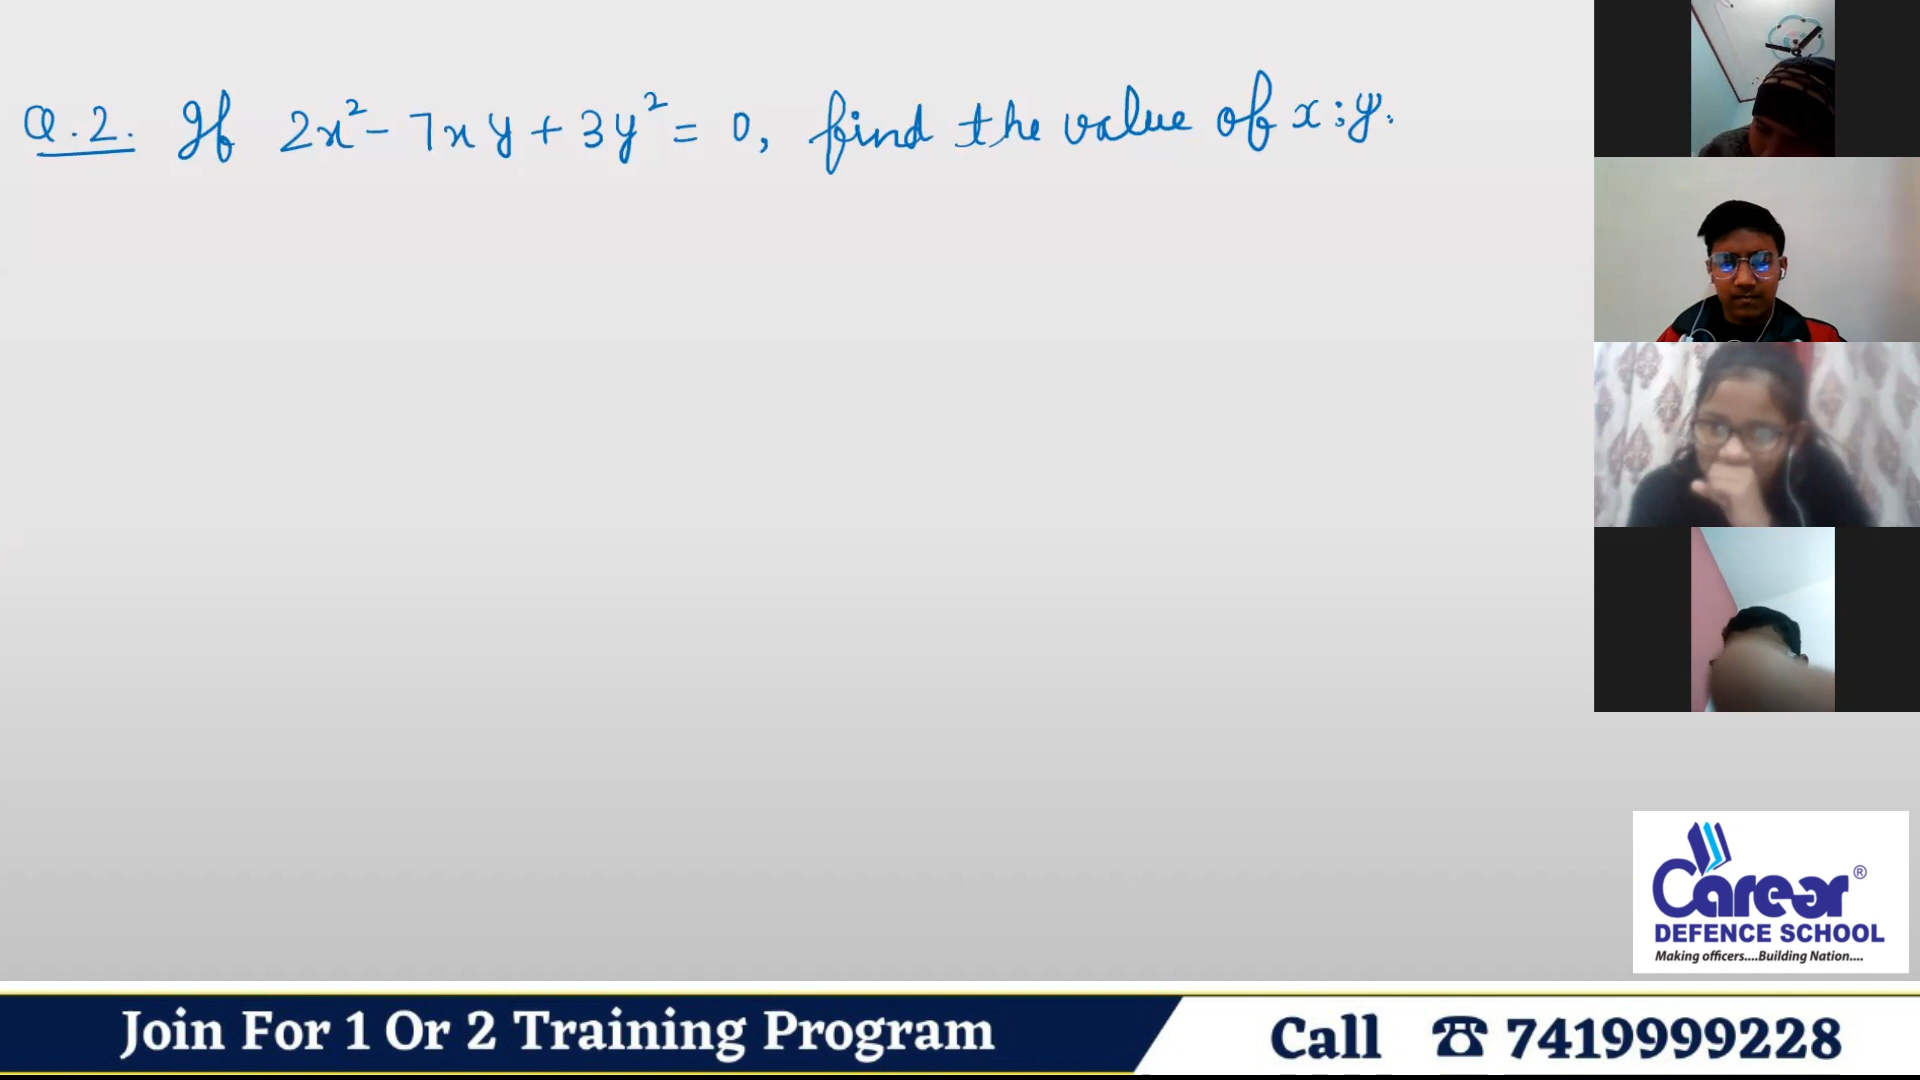 Q.2. If 2x² - 7xy + 3y² = 0, find the value of x:y.
Career ®
DEFENCE SCHOOL
Making officers....Building Nation....
Join For 1 Or 2 Training Program
Call ☎ 7419999228